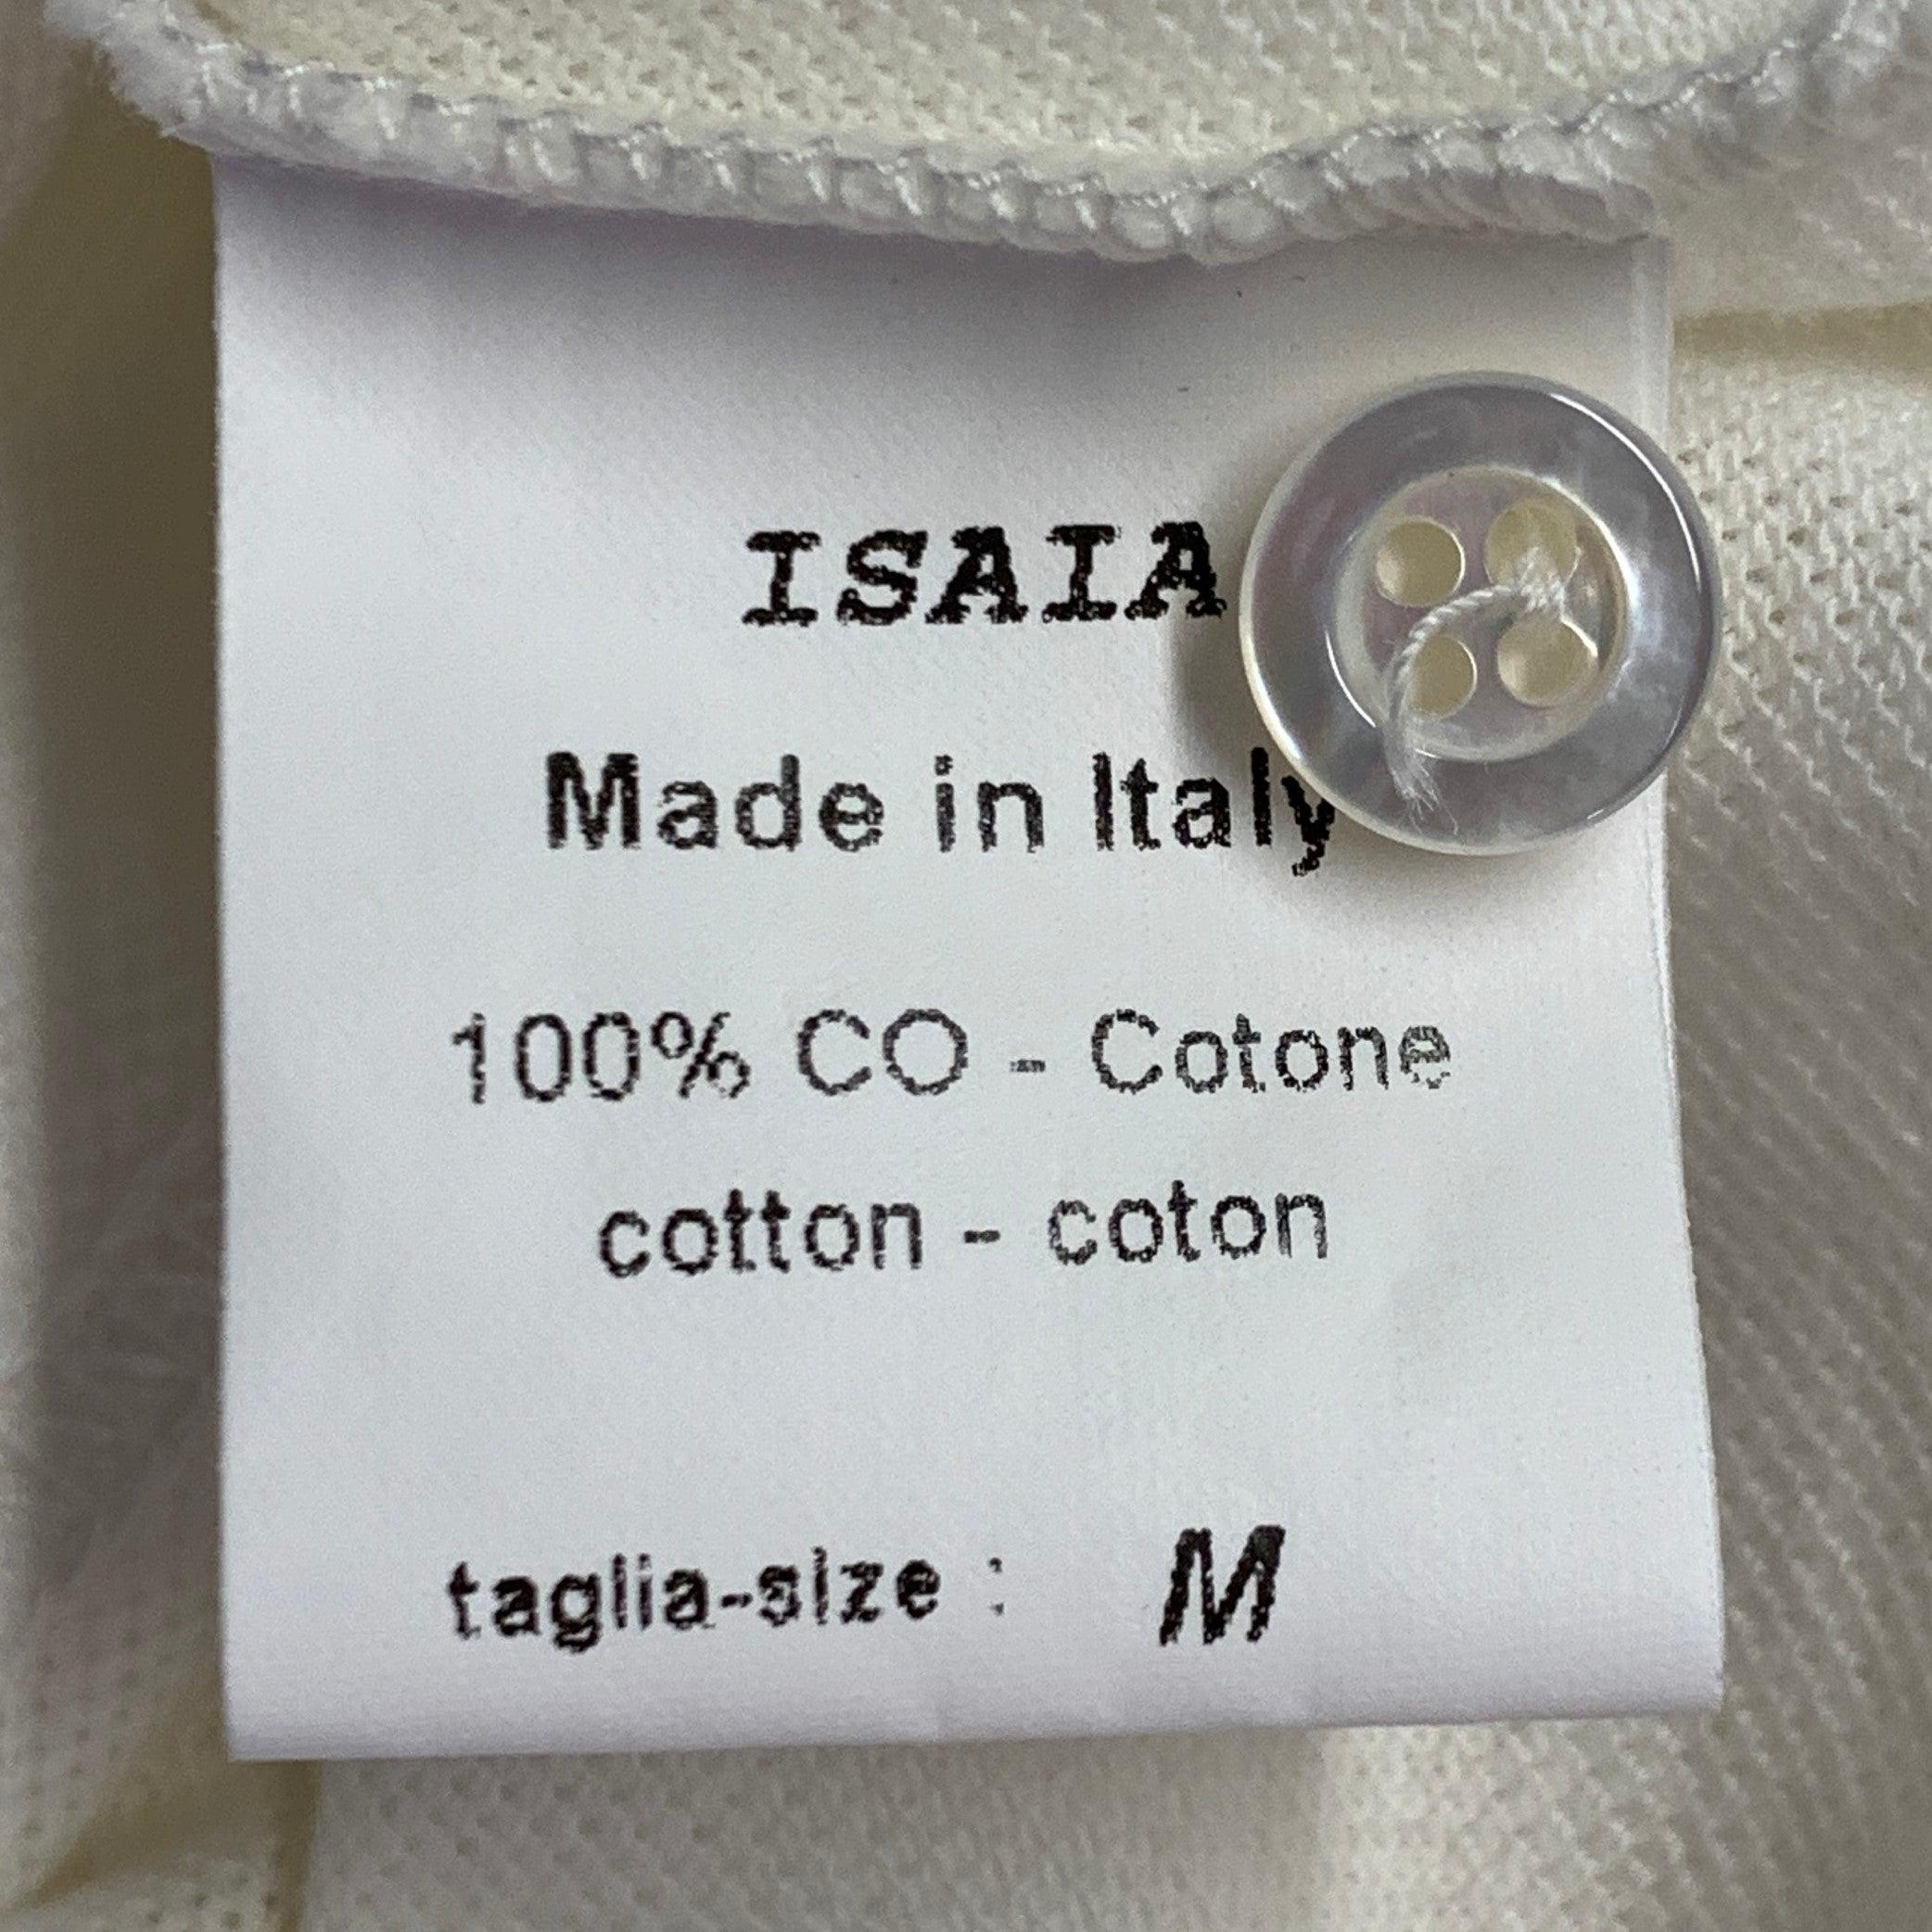 ISAIA
Made in Italy
100% CO - Cotone
cotton - coton
taglia-size : M